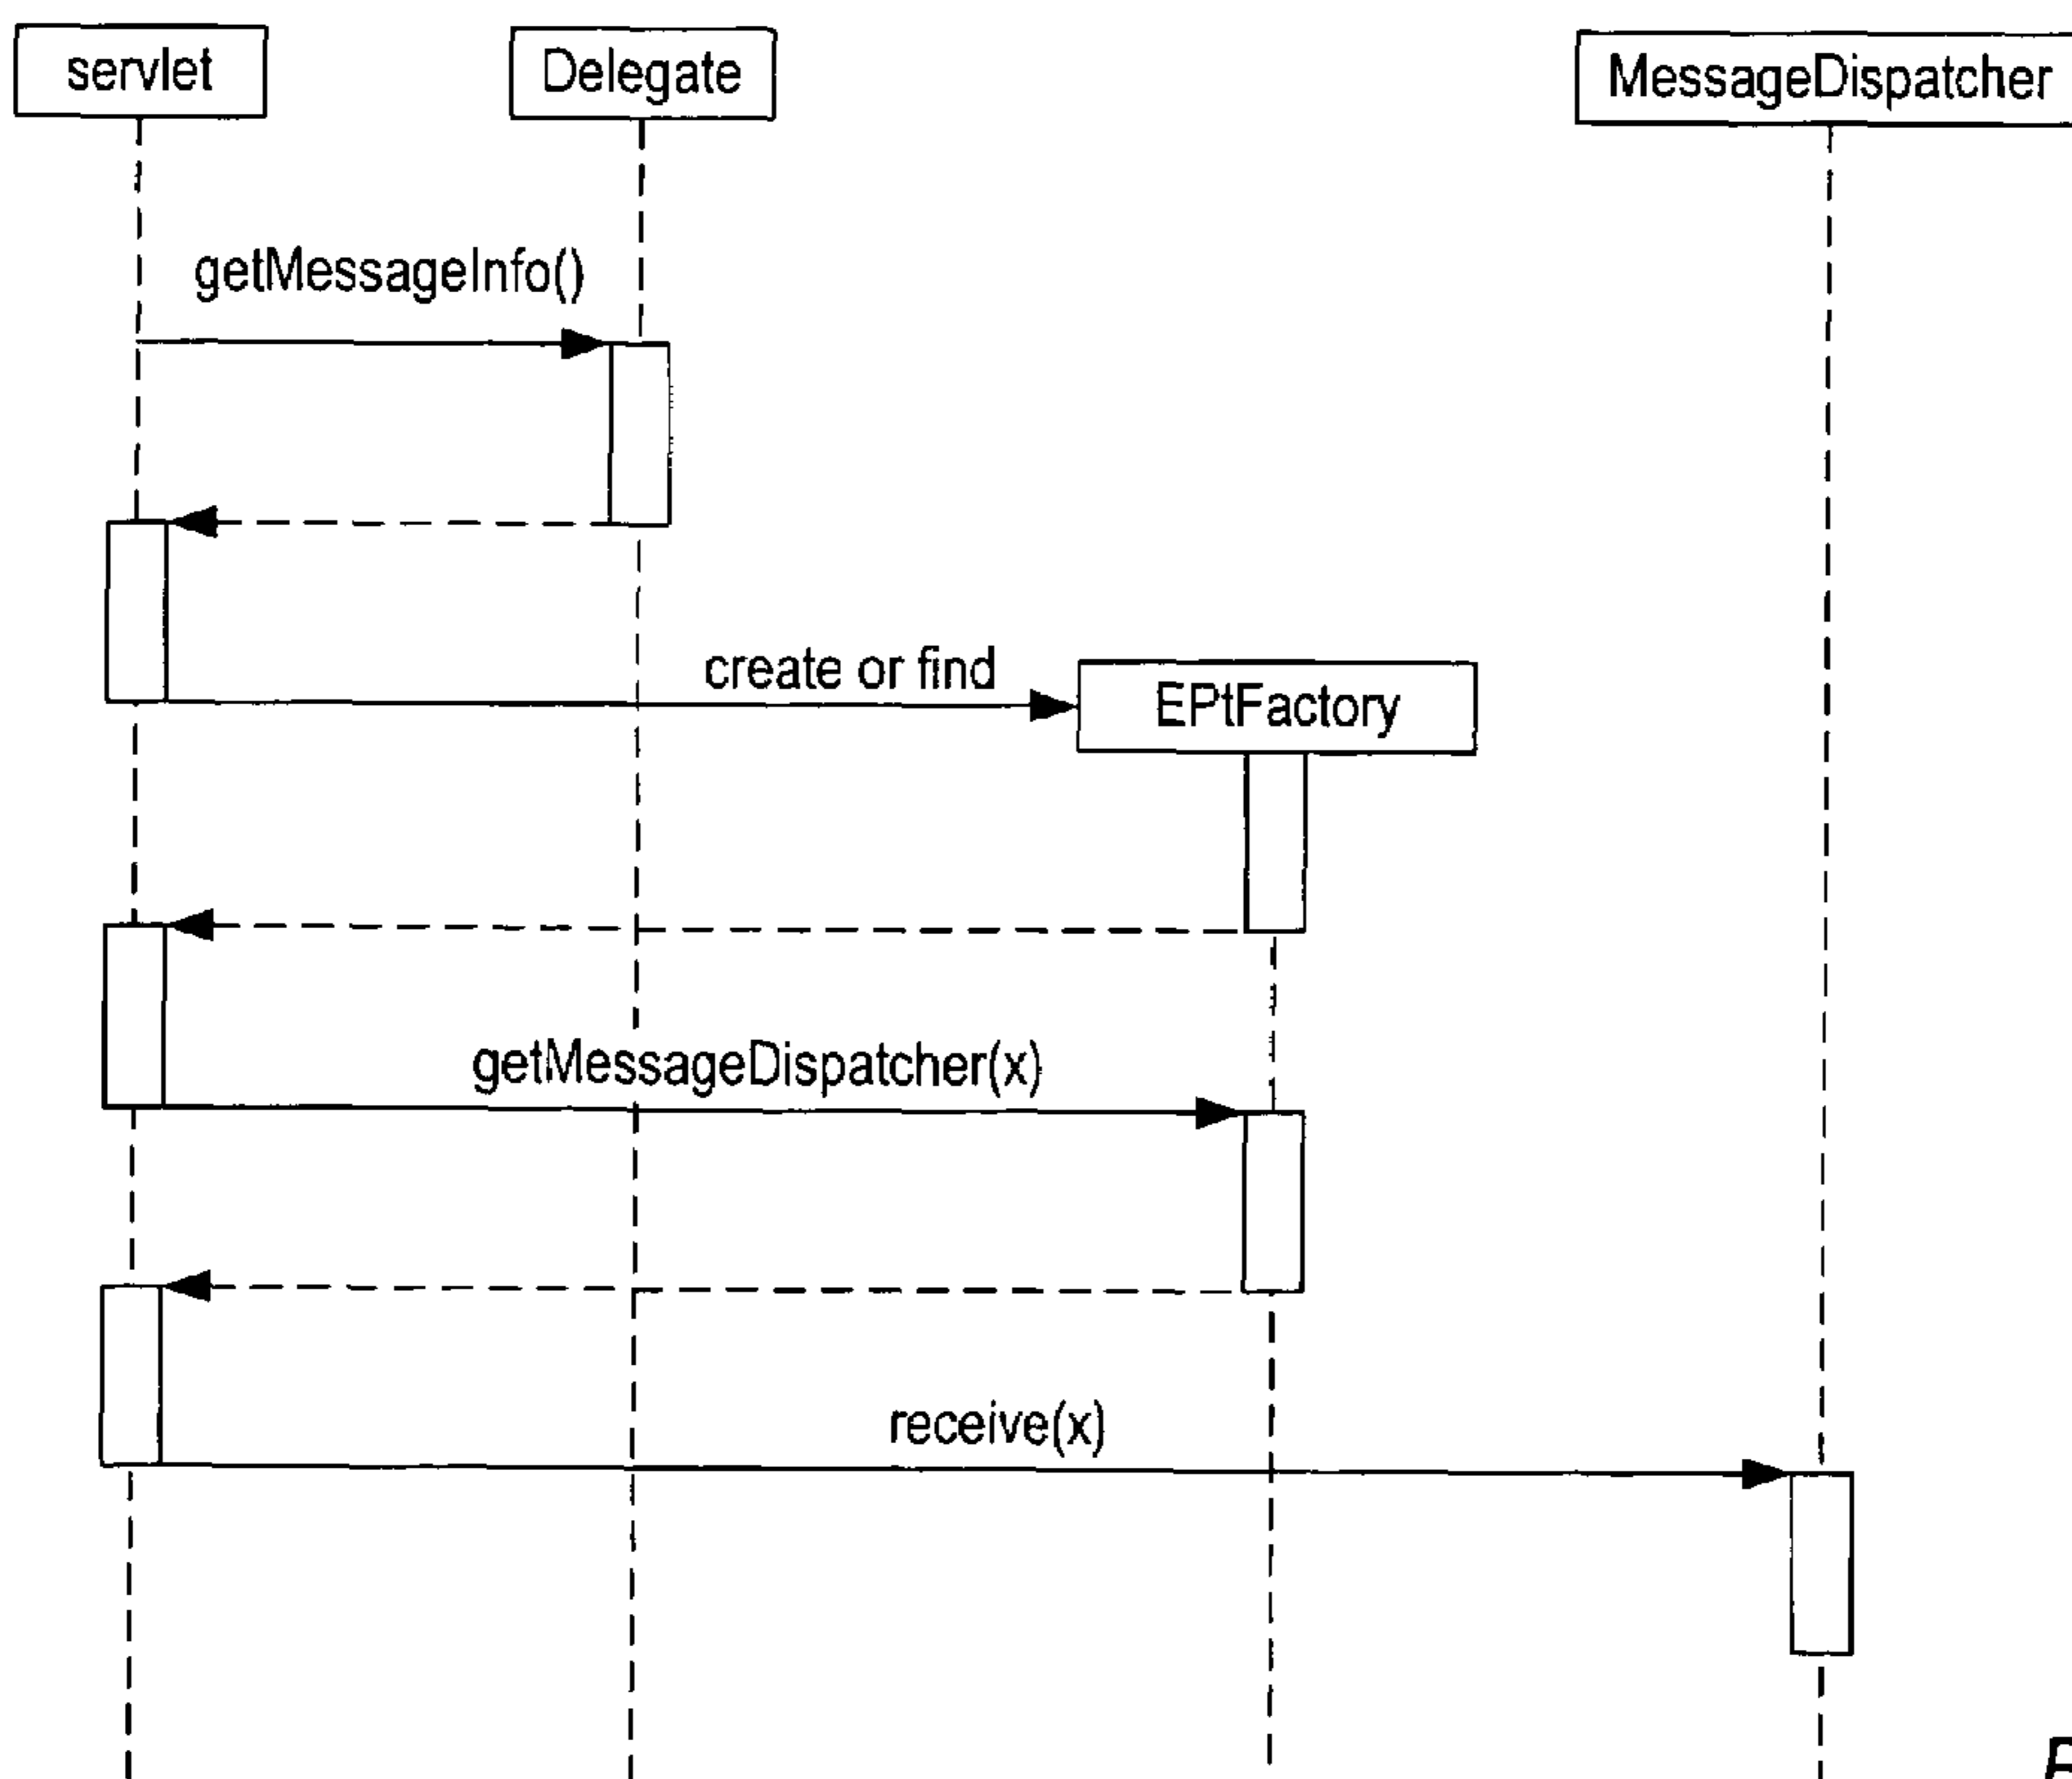 servlet
Delegate
MessageDispatcher
getMessageInfo()
create or find
EPtFactory
getMessageDispatcher(x)
receive(x)